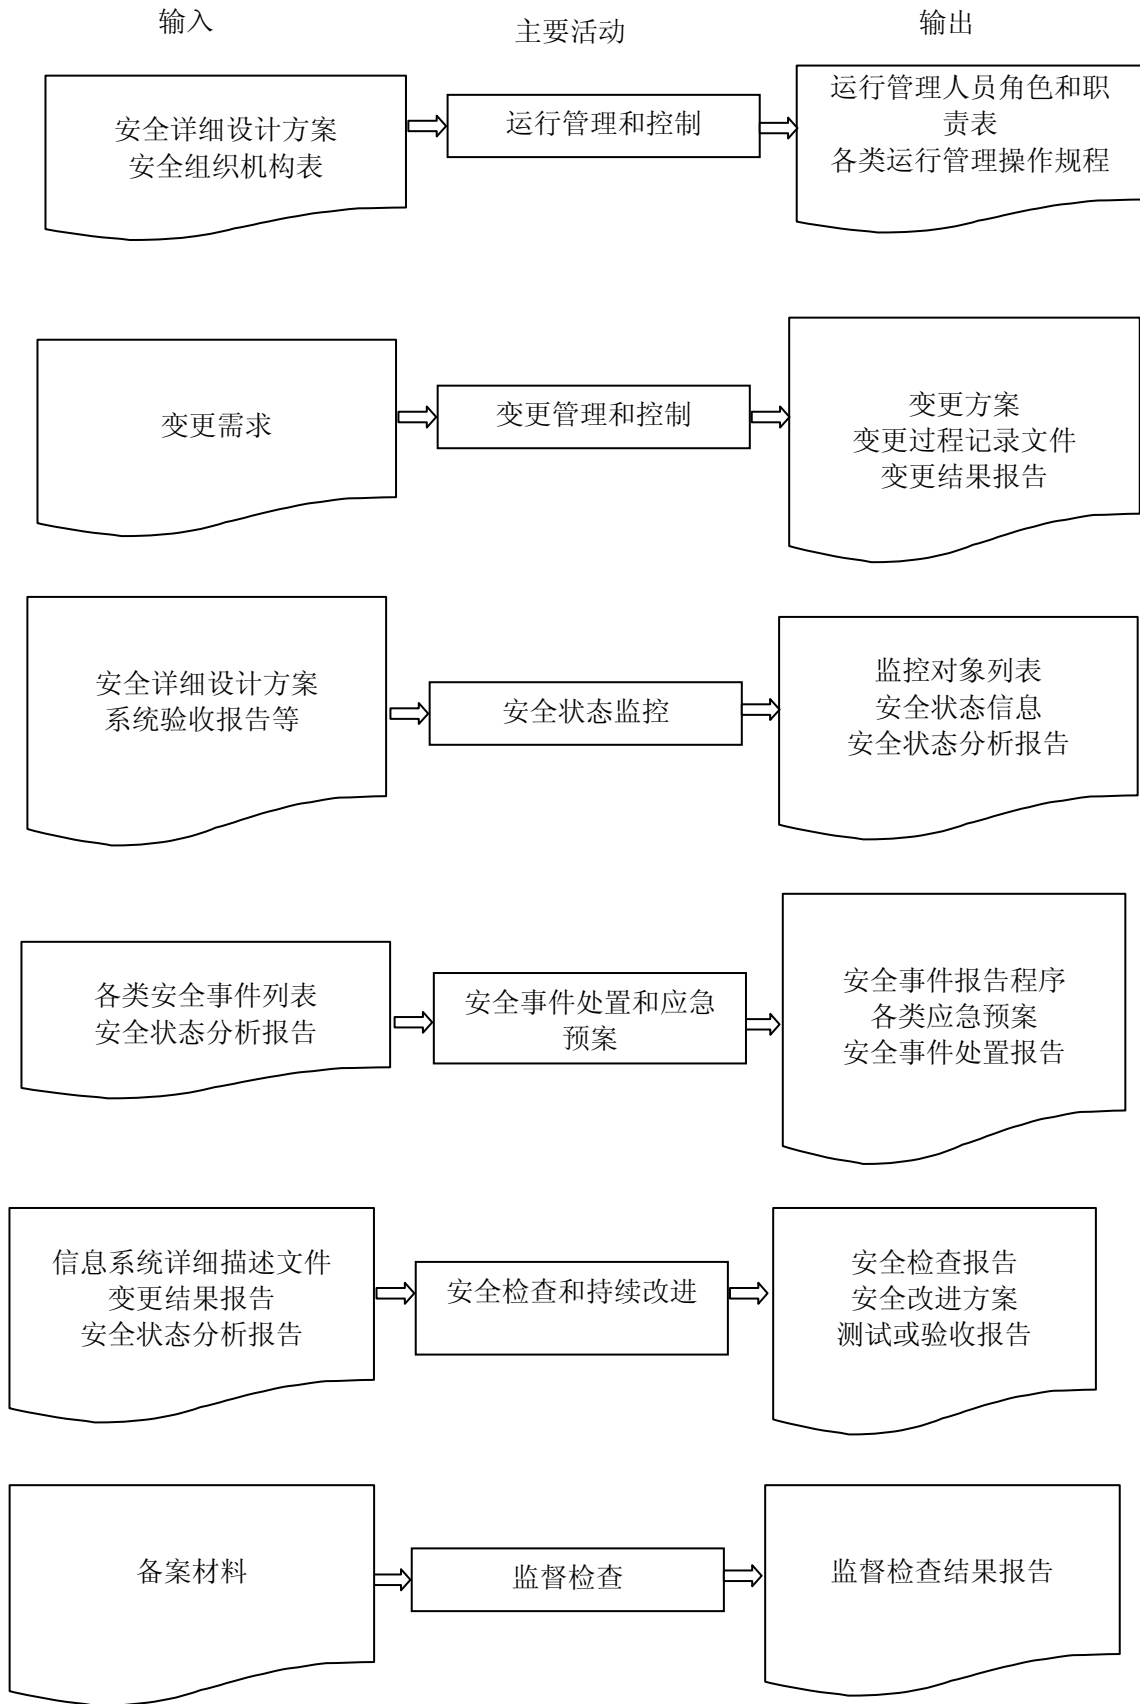 输入
主要活动
输出
安全详细设计方案
安全组织机构表
运行管理和控制
运行管理人员角色和职
责表
各类运行管理操作规程
变更需求
变更管理和控制
变更方案
变更过程记录文件
变更结果报告
安全详细设计方案
系统验收报告等
安全状态监控
监控对象列表
安全状态信息
安全状态分析报告
各类安全事件列表
安全状态分析报告
安全事件处置和应急
预案
安全事件报告程序
各类应急预案
安全事件处置报告
信息系统详细描述文件
变更结果报告
安全状态分析报告
安全检查和持续改进
安全检查报告
安全改进方案
测试或验收报告
备案材料
监督检查
监督检查结果报告